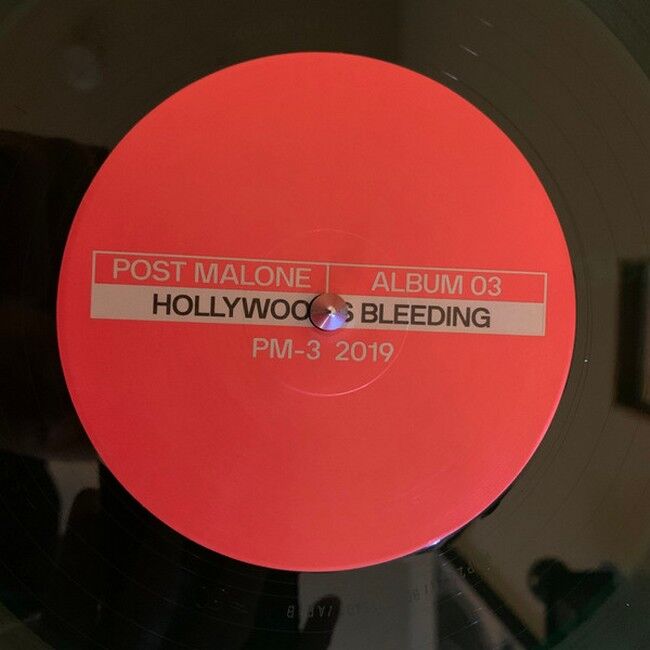 POST MALONE ALBUM 03
HOLLYWOO S BLEEDING
PM-3 2019